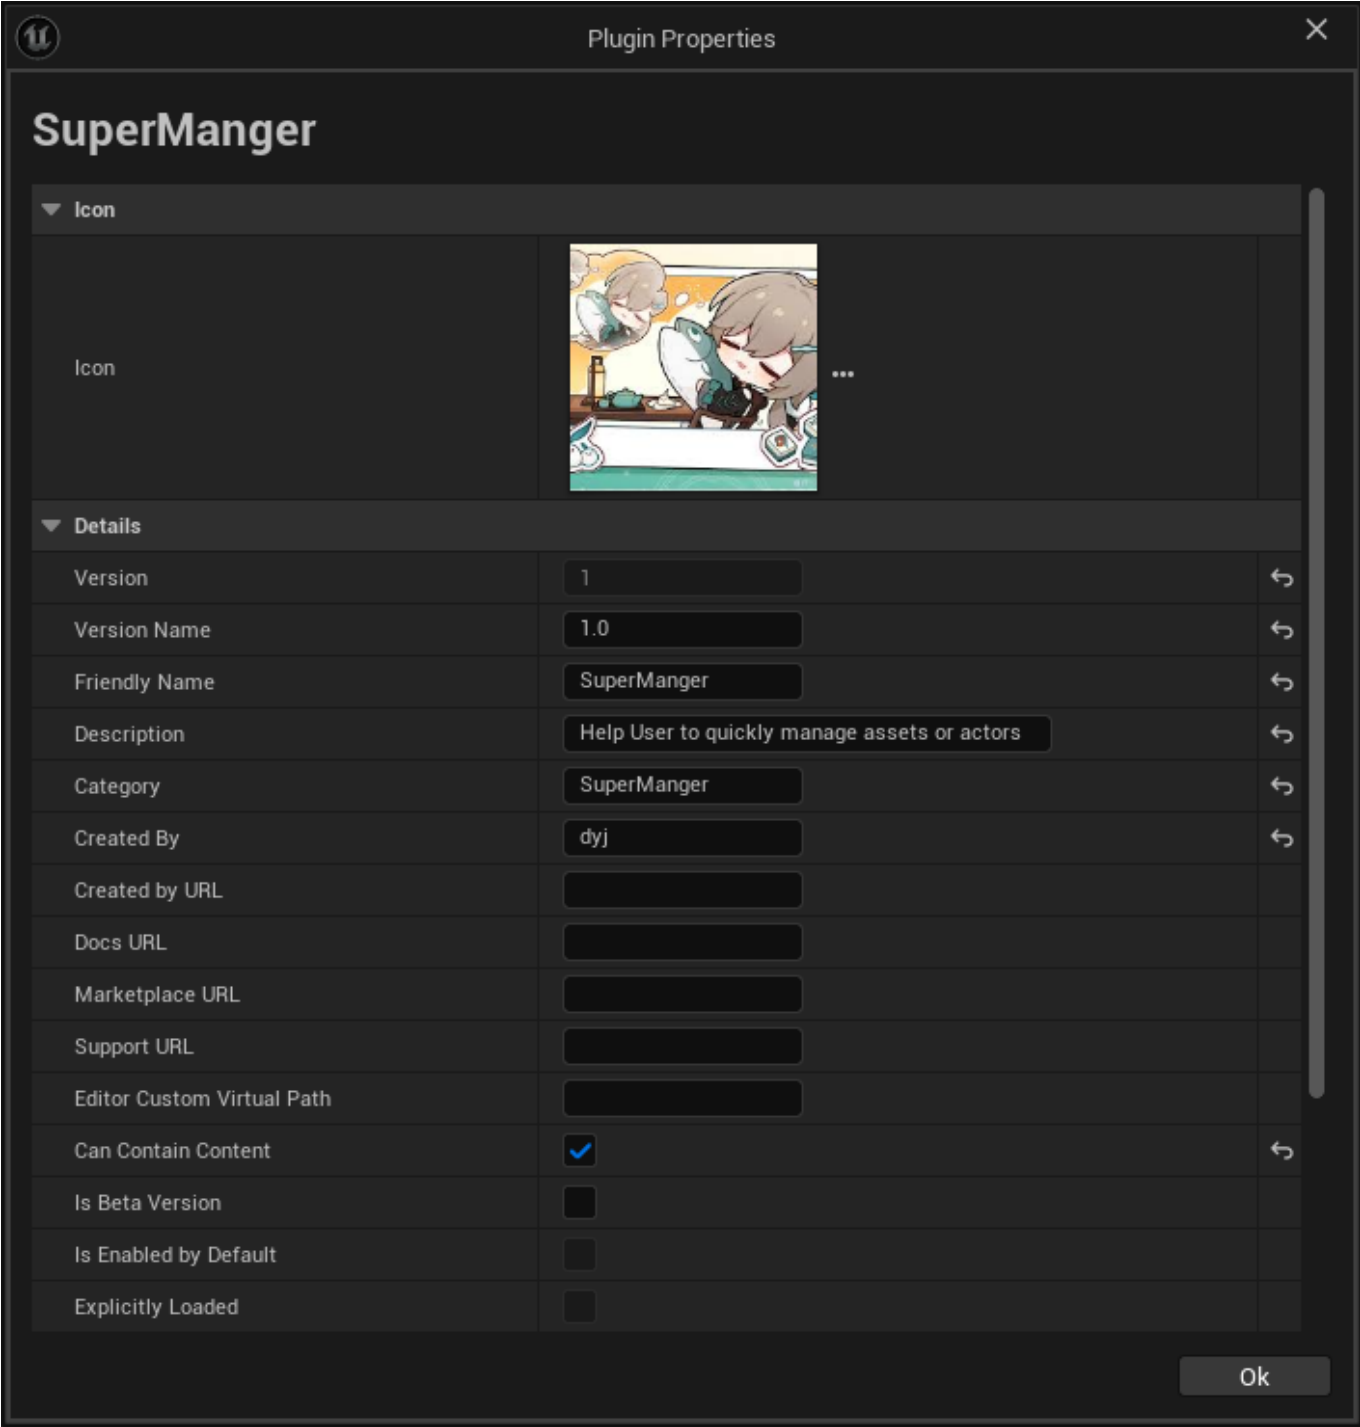 Plugin Properties
SuperManger
Icon
Icon
Details
Version 1
Version Name 1.0
Friendly Name SuperManger
Description Help User to quickly manage assets or actors
Category SuperManger
Created By dyj
Created by URL
Docs URL
Marketplace URL
Support URL
Editor Custom Virtual Path
Can Contain Content
Is Beta Version
Is Enabled by Default
Explicitly Loaded
Ok